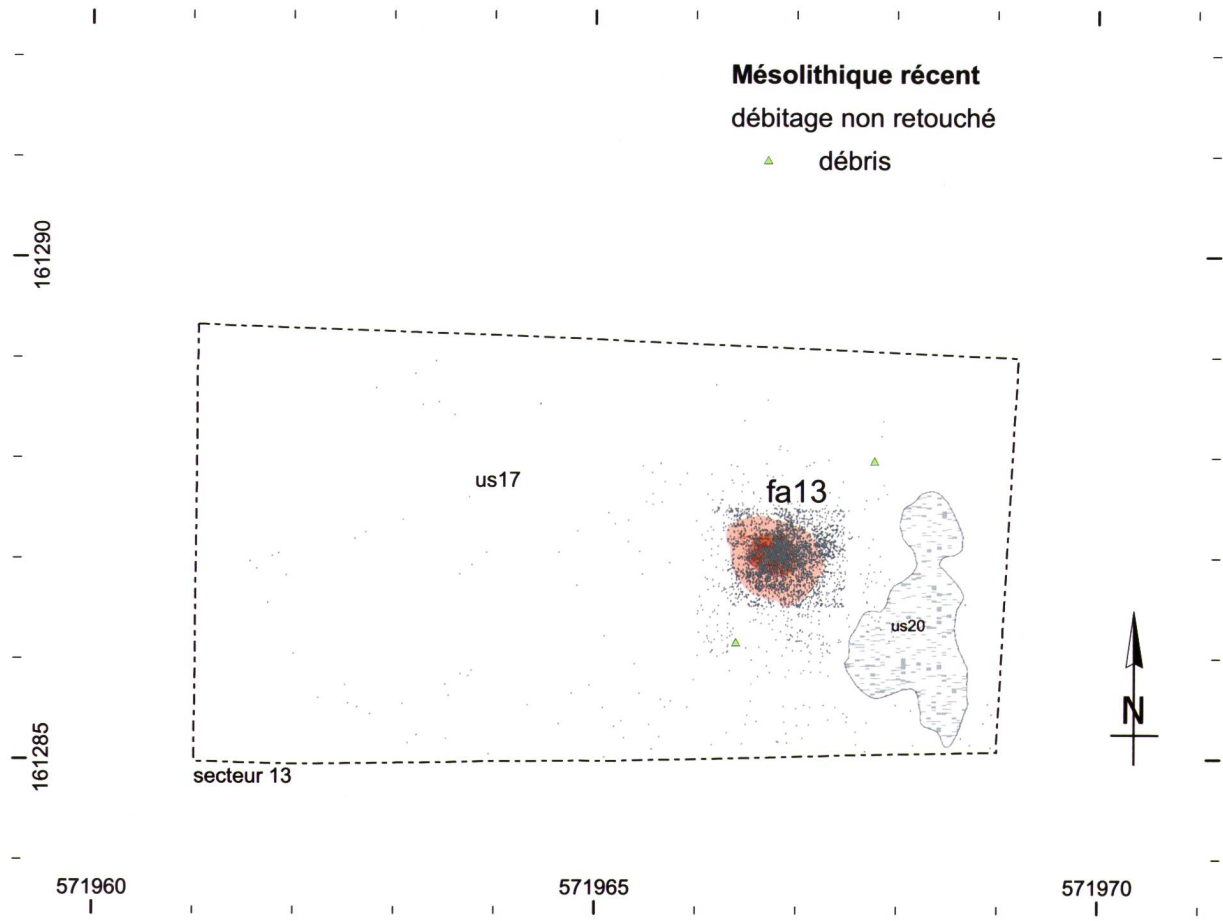 Mésolithique récent
débitage non retouché
débris
161290
us17
fa13
us20
N
161285
secteur 13
571960
571965
571970